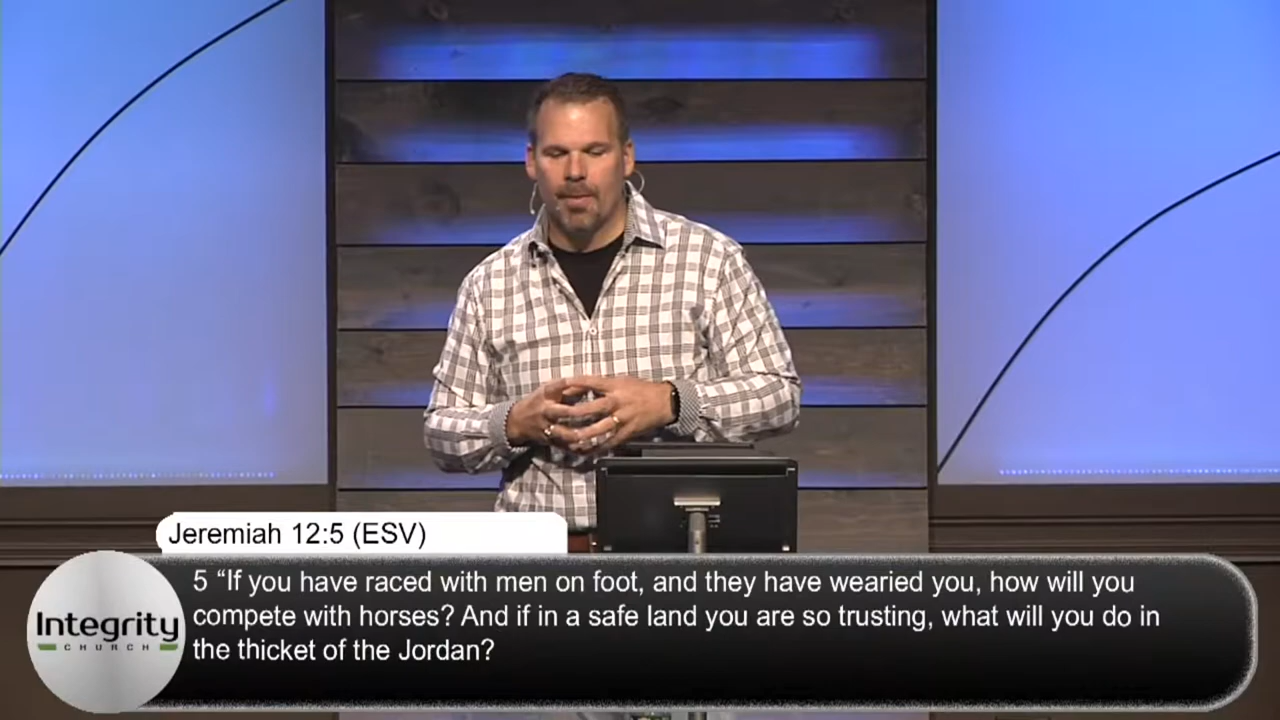 Jeremiah 12:5 (ESV)
5 “If you have raced with men on foot, and they have wearied you, how will you
compete with horses? And if in a safe land you are so trusting, what will you do in
the thicket of the Jordan?
Integrity
CHURCH